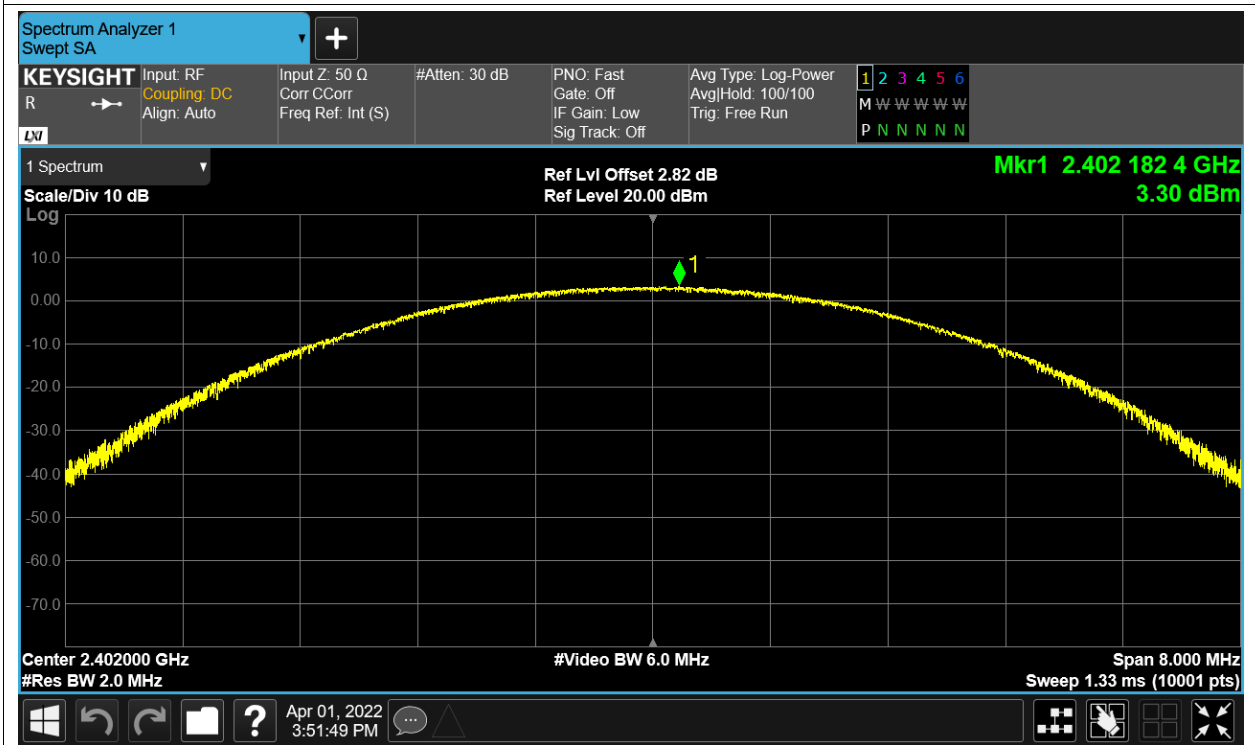 Spectrum Analyzer 1
Swept SA
KEYSIGHT
R
LXI
Input: RF
Coupling: DC
Align: Auto
Input Z: 50 Ω
Corr CCorr
Freq Ref: Int (S)
#Atten: 30 dB
PNO: Fast
Gate: Off
IF Gain: Low
Sig Track: Off
Avg Type: Log-Power
Avg|Hold: 100/100
Trig: Free Run
1 2 3 4 5 6
M W W W W W
P N N N N N
1 Spectrum
Scale/Div 10 dB
Ref Lvl Offset 2.82 dB
Ref Level 20.00 dBm
Mkr1 2.402 182 4 GHz
3.30 dBm
Log
1
10.0
0.00
-10.0
-20.0
-30.0
-40.0
-50.0
-60.0
-70.0
Center 2.402000 GHz
#Video BW 6.0 MHz
Span 8.000 MHz
#Res BW 2.0 MHz
Sweep 1.33 ms (10001 pts)
?
Apr 01, 2022
3:51:49 PM